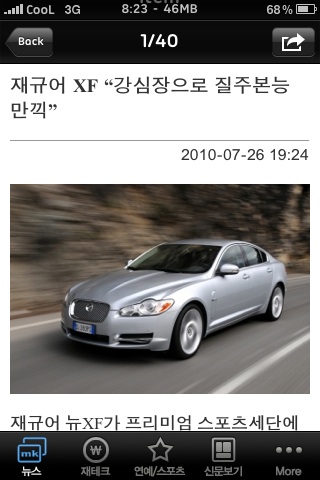 CooL 3G 8:23 - 46MB 68%
Back 1/40
재규어 XF “강심장으로 질주본능
만끽”
2010-07-26 19:24
재규어 뉴XF가 프리미엄 스포츠세단에
mk
뉴스 재테크 연예/스포츠 신문보기 More